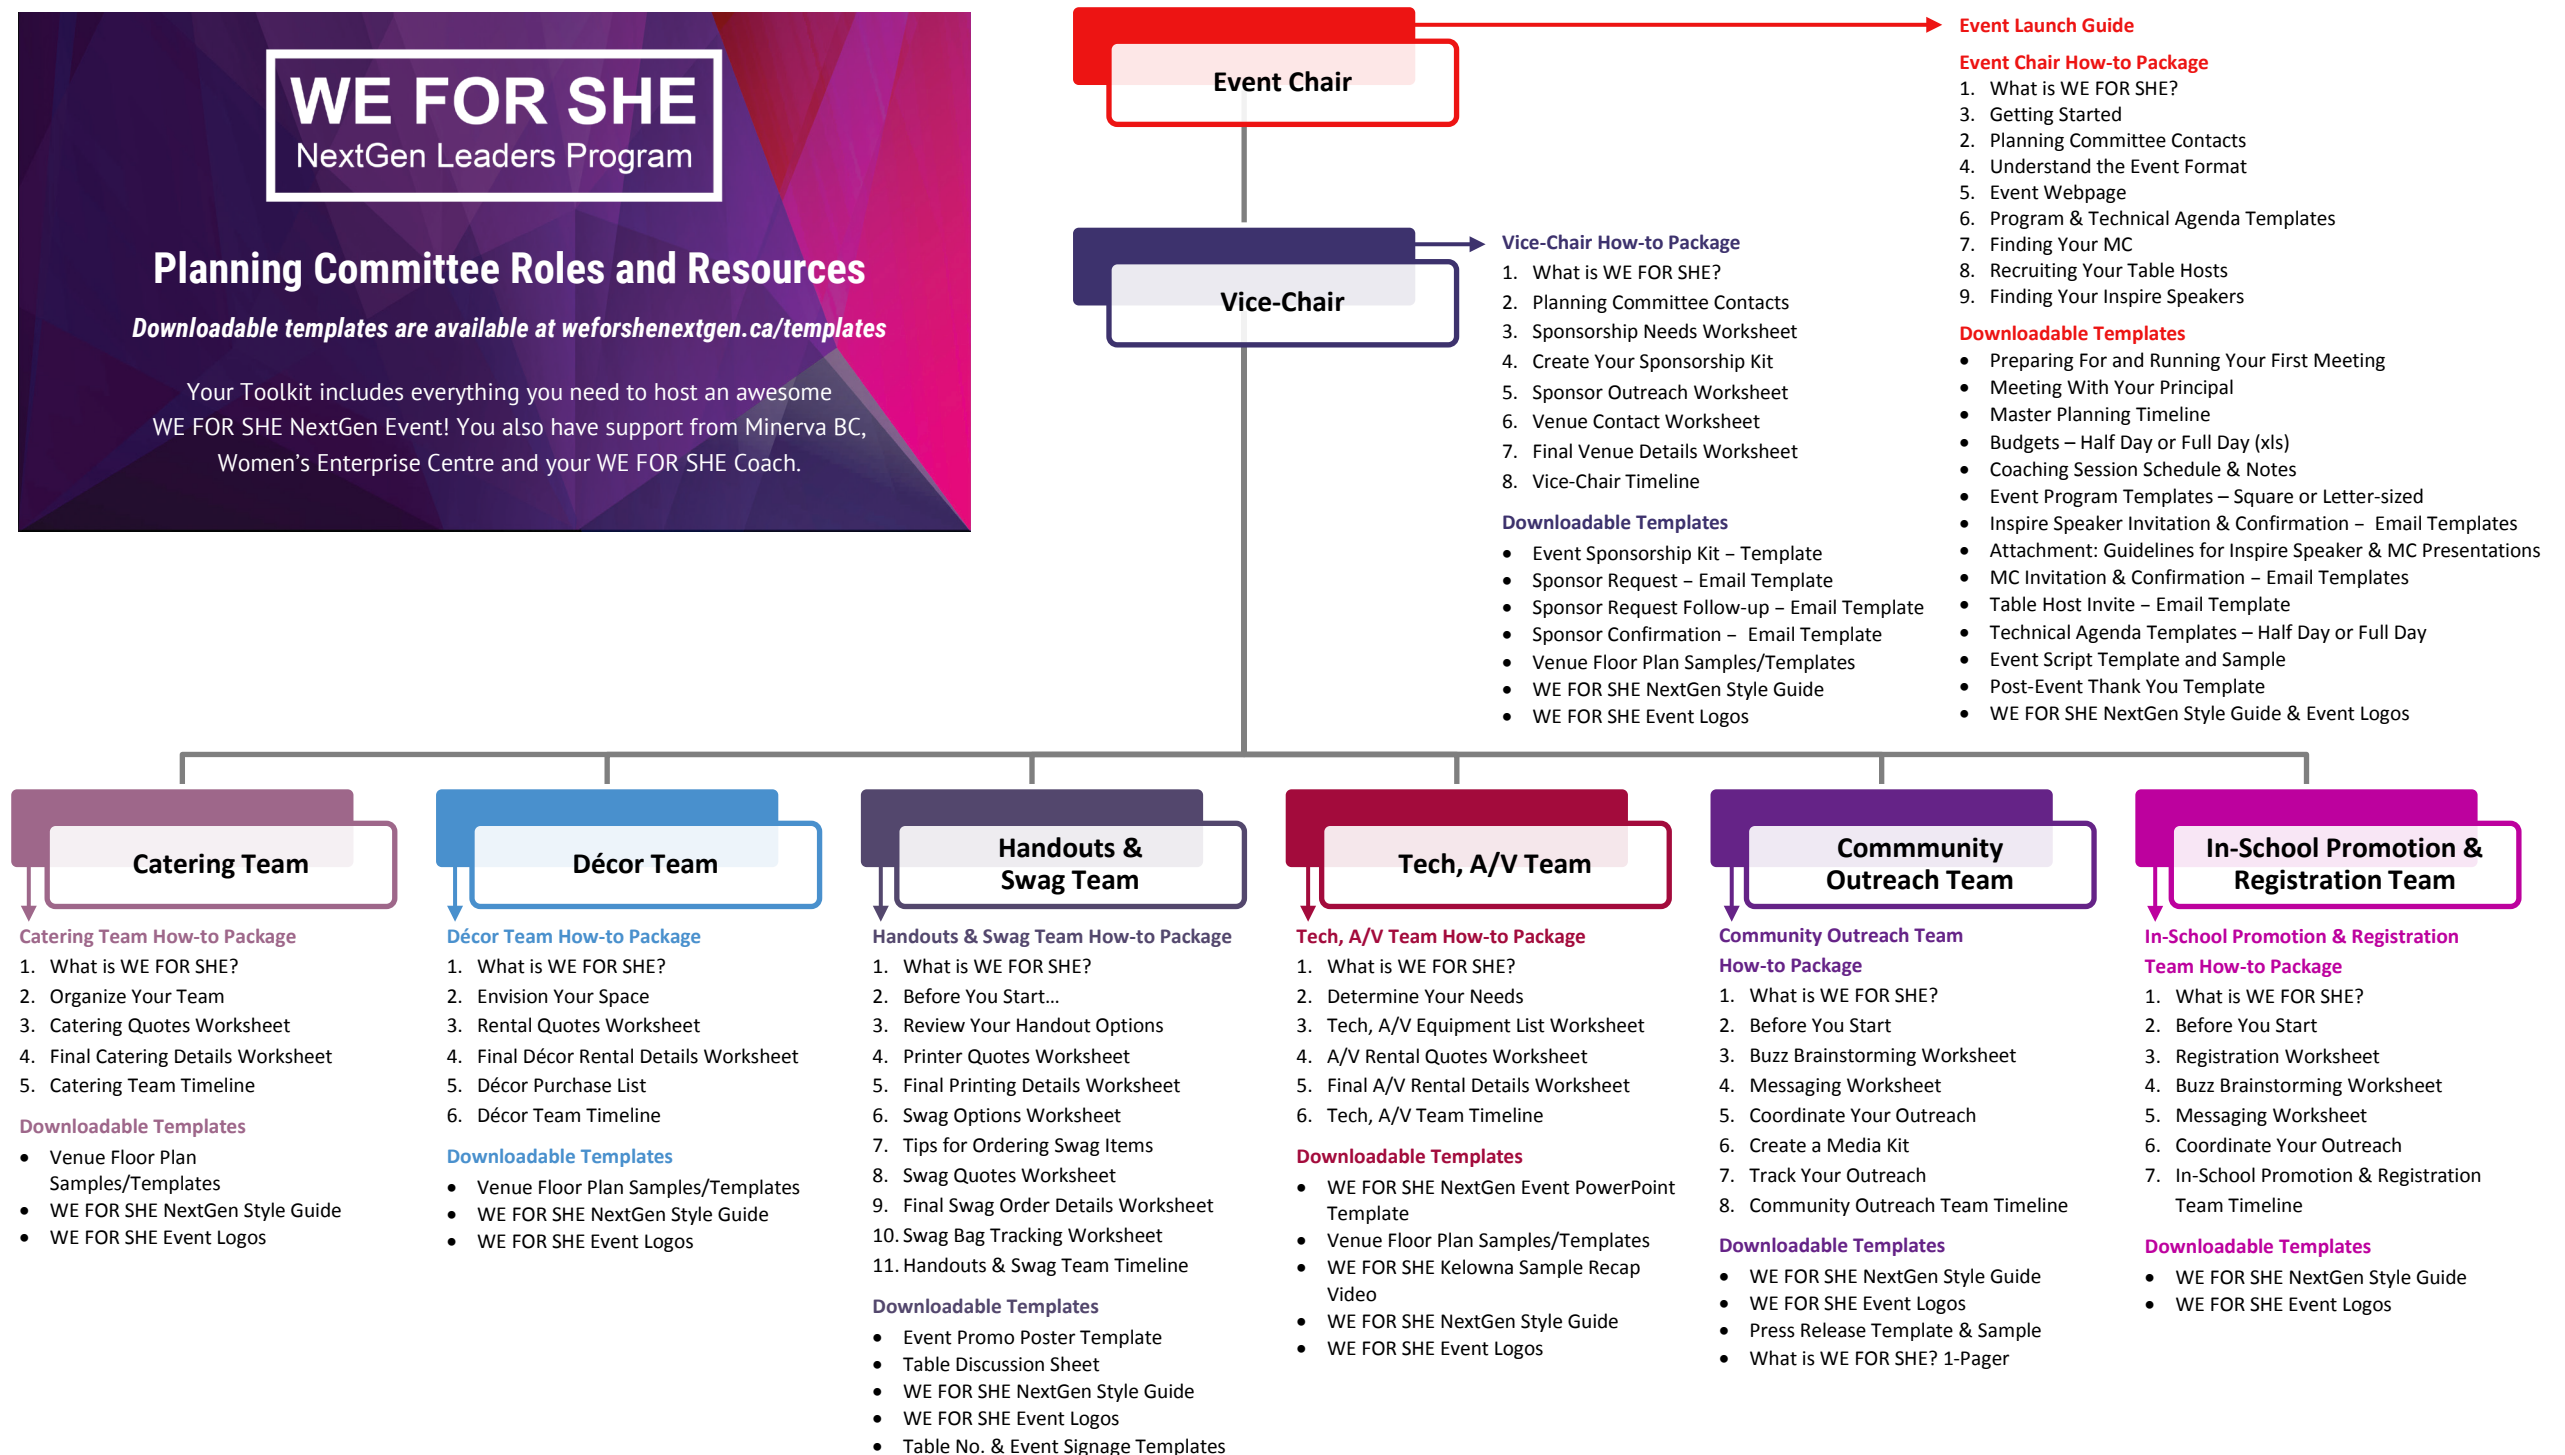 WE FOR SHE
NextGen Leaders Program
Planning Committee Roles and Resources
Downloadable templates are available at weforshenextgen.ca/templates
Your Toolkit includes everything you need to host an awesome
WE FOR SHE NextGen Event! You also have support from Minerva BC,
Women's Enterprise Centre and your WE FOR SHE Coach.
Event Chair
Event Launch Guide
Event Chair How-to Package
1. What is WE FOR SHE?
3. Getting Started
2. Planning Committee Contacts
4. Understand the Event Format
5. Event Webpage
6. Program & Technical Agenda Templates
7. Finding Your MC
8. Recruiting Your Table Hosts
9. Finding Your Inspire Speakers
Downloadable Templates
• Preparing For and Running Your First Meeting
• Meeting With Your Principal
• Master Planning Timeline
• Budgets – Half Day or Full Day (xls)
• Coaching Session Schedule & Notes
• Event Program Templates – Square or Letter-sized
• Inspire Speaker Invitation & Confirmation – Email Templates
• Attachment: Guidelines for Inspire Speaker & MC Presentations
• MC Invitation & Confirmation – Email Templates
• Table Host Invite – Email Template
• Technical Agenda Templates – Half Day or Full Day
• Event Script Template and Sample
• Post-Event Thank You Template
• WE FOR SHE NextGen Style Guide & Event Logos
Vice-Chair
Vice-Chair How-to Package
1. What is WE FOR SHE?
2. Planning Committee Contacts
3. Sponsorship Needs Worksheet
4. Create Your Sponsorship Kit
5. Sponsor Outreach Worksheet
6. Venue Contact Worksheet
7. Final Venue Details Worksheet
8. Vice-Chair Timeline
Downloadable Templates
• Event Sponsorship Kit – Template
• Sponsor Request – Email Template
• Sponsor Request Follow-up – Email Template
• Sponsor Confirmation – Email Template
• Venue Floor Plan Samples/Templates
• WE FOR SHE NextGen Style Guide
• WE FOR SHE Event Logos
Catering Team
Catering Team How-to Package
1. What is WE FOR SHE?
2. Organize Your Team
3. Catering Quotes Worksheet
4. Final Catering Details Worksheet
5. Catering Team Timeline
Downloadable Templates
• Venue Floor Plan
Samples/Templates
• WE FOR SHE NextGen Style Guide
• WE FOR SHE Event Logos
Décor Team
Décor Team How-to Package
1. What is WE FOR SHE?
2. Envision Your Space
3. Rental Quotes Worksheet
4. Final Décor Rental Details Worksheet
5. Décor Purchase List
6. Décor Team Timeline
Downloadable Templates
• Venue Floor Plan Samples/Templates
• WE FOR SHE NextGen Style Guide
• WE FOR SHE Event Logos
Handouts &
Swag Team
Handouts & Swag Team How-to Package
1. What is WE FOR SHE?
2. Before You Start...
3. Review Your Handout Options
4. Printer Quotes Worksheet
5. Final Printing Details Worksheet
6. Swag Options Worksheet
7. Tips for Ordering Swag Items
8. Swag Quotes Worksheet
9. Final Swag Order Details Worksheet
10. Swag Bag Tracking Worksheet
11. Handouts & Swag Team Timeline
Downloadable Templates
• Event Promo Poster Template
• Table Discussion Sheet
• WE FOR SHE NextGen Style Guide
• WE FOR SHE Event Logos
• Table No. & Event Signage Templates
Tech, A/V Team
Tech, A/V Team How-to Package
1. What is WE FOR SHE?
2. Determine Your Needs
3. Tech, A/V Equipment List Worksheet
4. A/V Rental Quotes Worksheet
5. Final A/V Rental Details Worksheet
6. Tech, A/V Team Timeline
Downloadable Templates
• WE FOR SHE NextGen Event PowerPoint
Template
• Venue Floor Plan Samples/Templates
• WE FOR SHE Kelowna Sample Recap
Video
• WE FOR SHE NextGen Style Guide
• WE FOR SHE Event Logos
Commmunity
Outreach Team
Community Outreach Team
How-to Package
1. What is WE FOR SHE?
2. Before You Start
3. Buzz Brainstorming Worksheet
4. Messaging Worksheet
5. Coordinate Your Outreach
6. Create a Media Kit
7. Track Your Outreach
8. Community Outreach Team Timeline
Downloadable Templates
• WE FOR SHE NextGen Style Guide
• WE FOR SHE Event Logos
• Press Release Template & Sample
• What is WE FOR SHE? 1-Pager
In-School Promotion &
Registration Team
In-School Promotion & Registration
Team How-to Package
1. What is WE FOR SHE?
2. Before You Start
3. Registration Worksheet
4. Buzz Brainstorming Worksheet
5. Messaging Worksheet
6. Coordinate Your Outreach
7. In-School Promotion & Registration
Team Timeline
Downloadable Templates
• WE FOR SHE NextGen Style Guide
• WE FOR SHE Event Logos